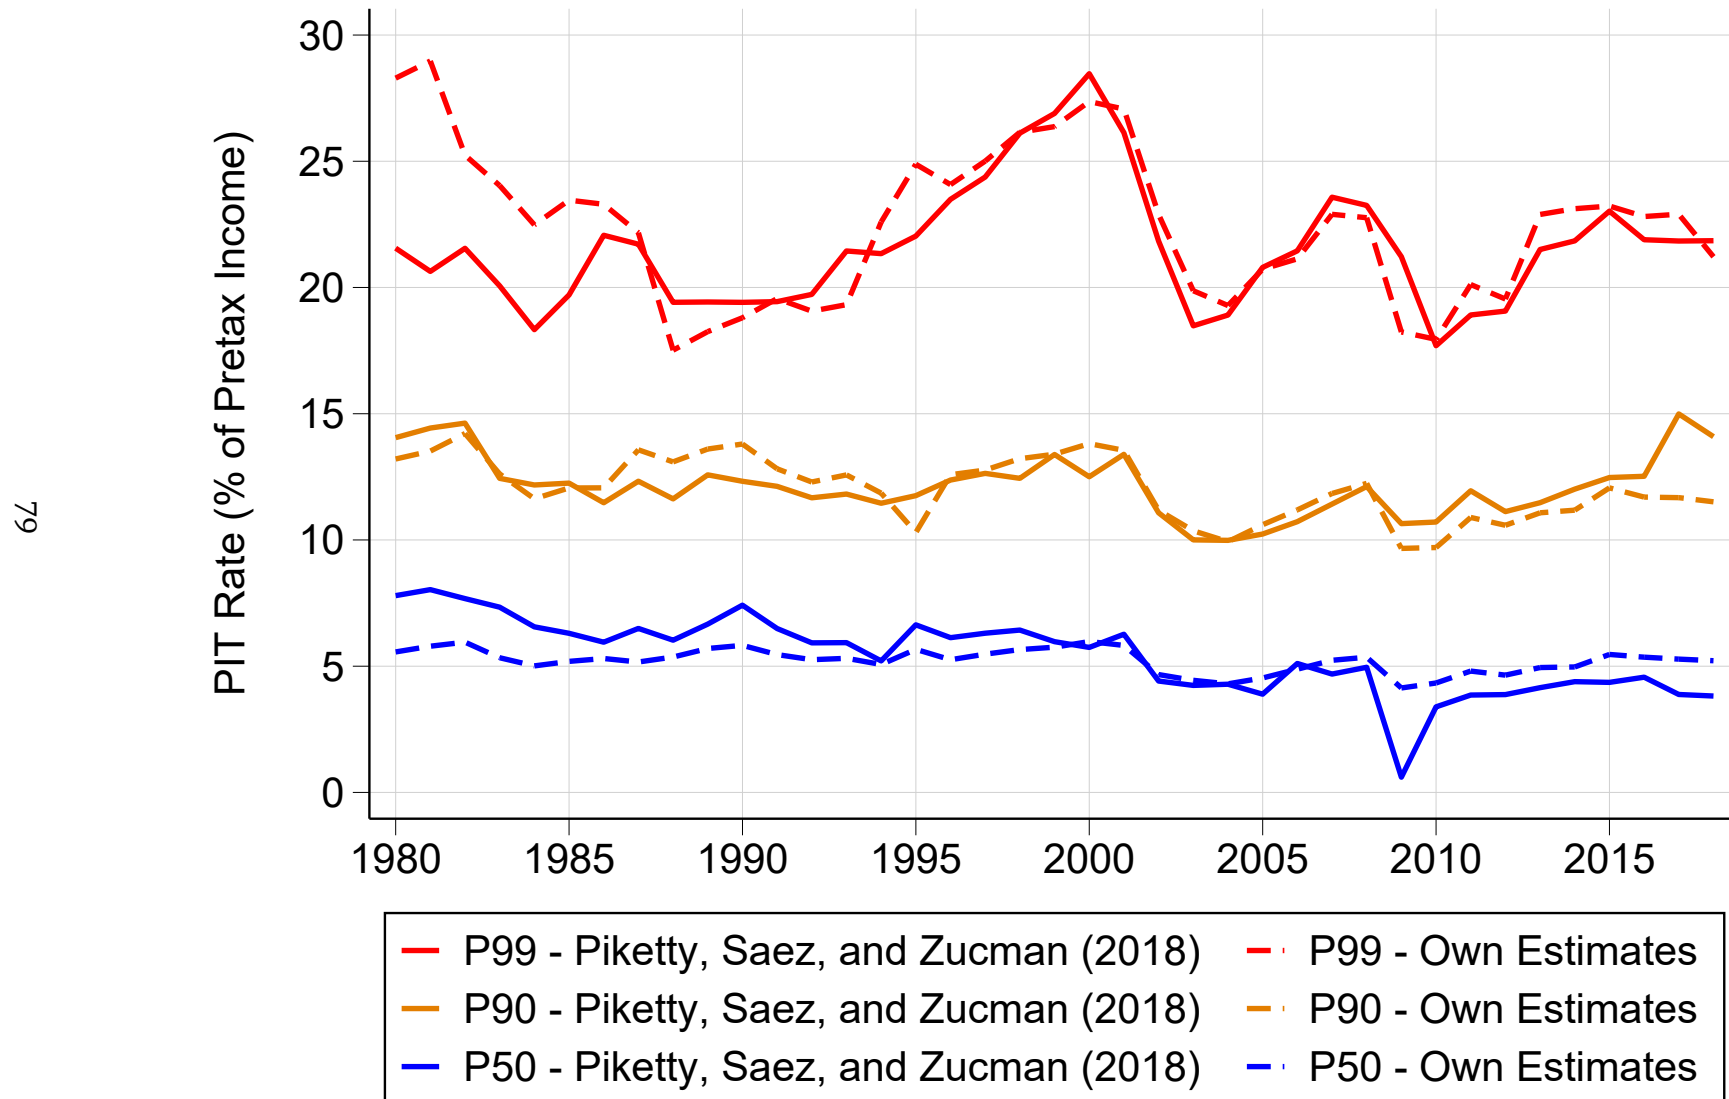 79
PIT Rate (% of Pretax Income)
30
25
20
15
10
5
0
1980 1985 1990 1995 2000 2005 2010 2015
P99 - Piketty, Saez, and Zucman (2018) P99 - Own Estimates
P90 - Piketty, Saez, and Zucman (2018) P90 - Own Estimates
P50 - Piketty, Saez, and Zucman (2018) P50 - Own Estimates